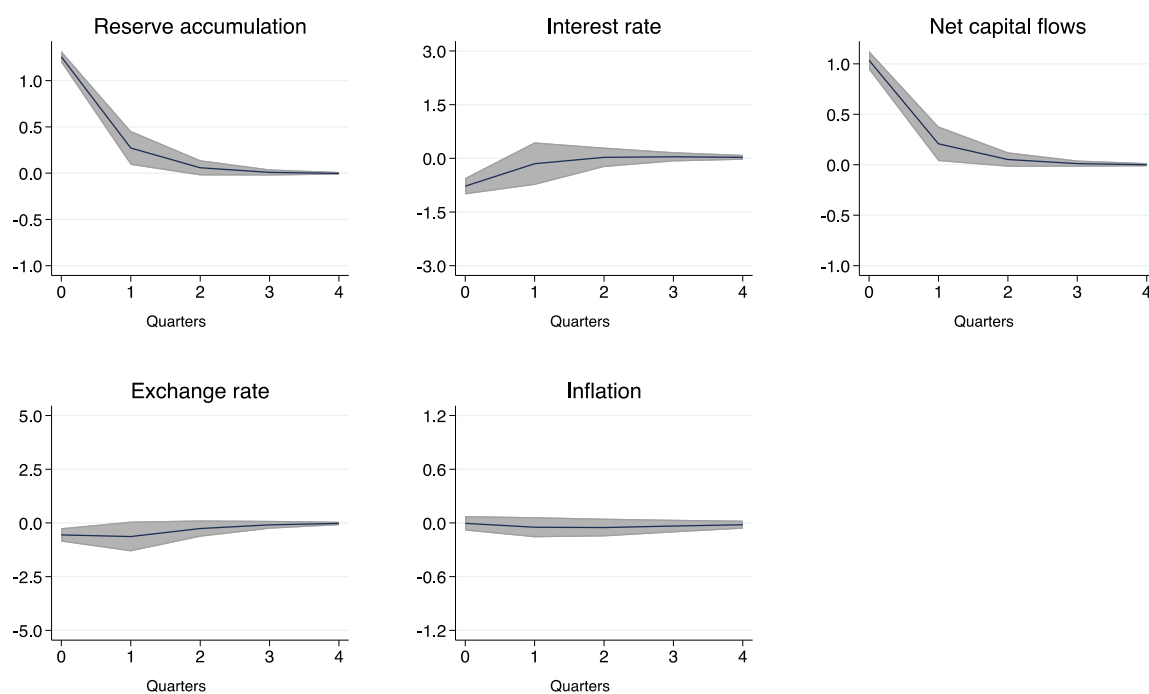 Reserve accumulation
1.0
0.5
0.0
-0.5
-1.0
0 1 2 3 4
Quarters
Interest rate
3.0
1.5
0.0
-1.5
-3.0
0 1 2 3 4
Quarters
Net capital flows
1.0
0.5
0.0
-0.5
-1.0
0 1 2 3 4
Quarters
Exchange rate
5.0
2.5
0.0
-2.5
-5.0
0 1 2 3 4
Quarters
Inflation
1.2
0.6
0.0
-0.6
-1.2
0 1 2 3 4
Quarters